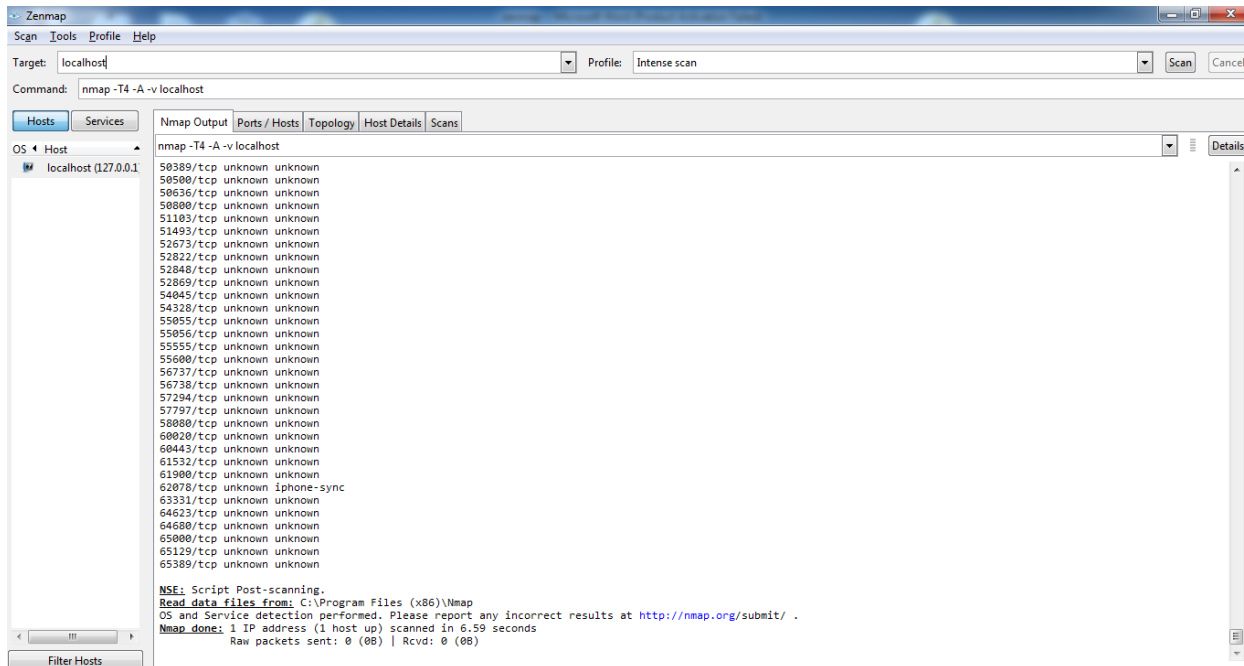 Zenmap
Scan Tools Profile Help
Target: localhost Profile: Intense scan Scan Cancel
Command: nmap -T4 -A -v localhost
Hosts Services Nmap Output Ports / Hosts Topology Host Details Scans
OS Host nmap -T4 -A -v localhost Details
localhost (127.0.0.1)
50389/tcp unknown unknown
50500/tcp unknown unknown
50636/tcp unknown unknown
50800/tcp unknown unknown
51103/tcp unknown unknown
51493/tcp unknown unknown
52673/tcp unknown unknown
52822/tcp unknown unknown
52848/tcp unknown unknown
52869/tcp unknown unknown
54045/tcp unknown unknown
54328/tcp unknown unknown
55055/tcp unknown unknown
55056/tcp unknown unknown
55555/tcp unknown unknown
55600/tcp unknown unknown
56737/tcp unknown unknown
56738/tcp unknown unknown
57294/tcp unknown unknown
57797/tcp unknown unknown
58080/tcp unknown unknown
60020/tcp unknown unknown
60443/tcp unknown unknown
61532/tcp unknown unknown
61900/tcp unknown unknown
62078/tcp unknown iphone-sync
63331/tcp unknown unknown
64623/tcp unknown unknown
64680/tcp unknown unknown
65000/tcp unknown unknown
65129/tcp unknown unknown
65389/tcp unknown unknown
NSE: Script Post-scanning.
Read data files from: C:\Program Files (x86)\Nmap
OS and Service detection performed. Please report any incorrect results at http://nmap.org/submit/ .
Nmap done: 1 IP address (1 host up) scanned in 6.59 seconds
Raw packets sent: 0 (0B) | Rcvd: 0 (0B)
Filter Hosts